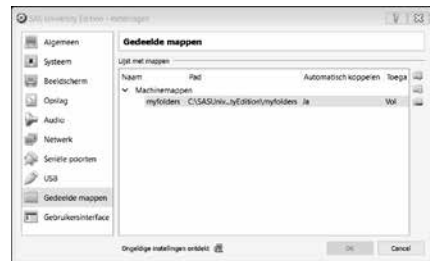 SAS University Edition - Instellingen
Algemeen
Systeem
Beeldscherm
Opslag
Audio
Netwerk
Seriële poorten
USB
Gedeelde mappen
Gebruikersinterface
Gedeelde mappen
Lijst met mappen
Naam Pad Automatisch koppelen Toega
Machinemappen
myfolders C:\SASUniv...tyEdition\myfolders Ja Vol
Ongeldige instellingen ontdekt
OK Cancel